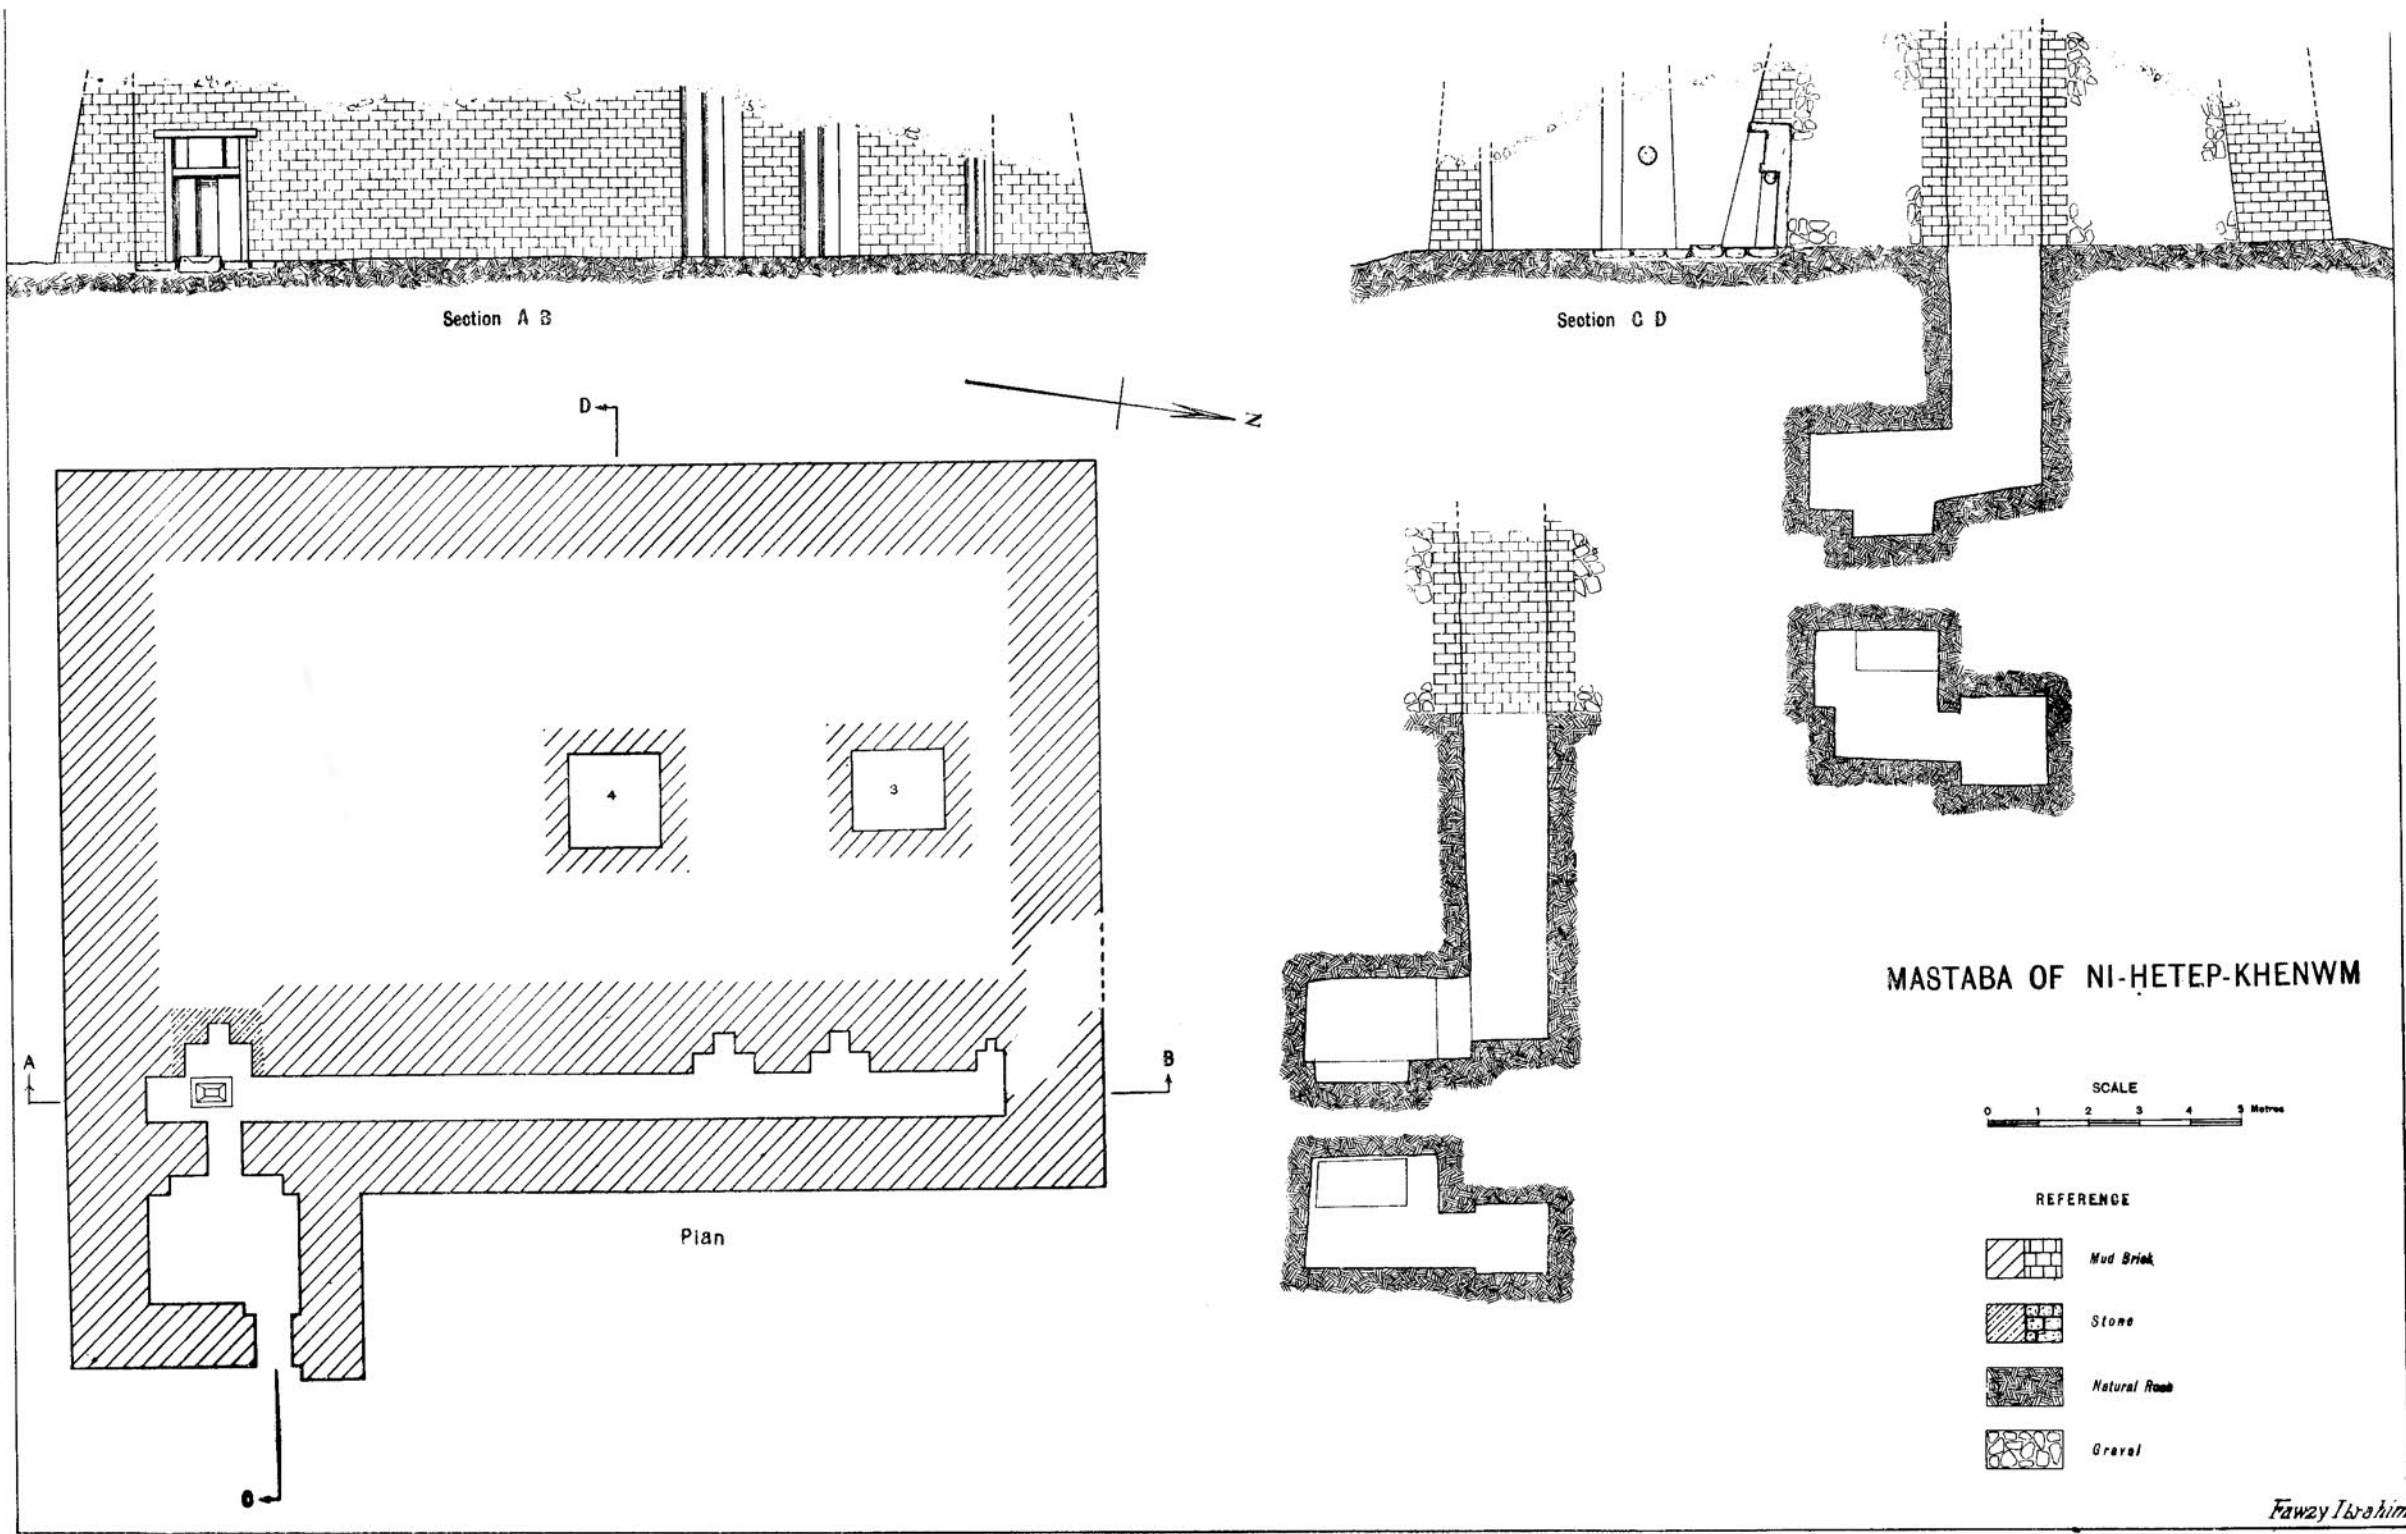 Section A B
Section C D
N
D
4
3
A
B
Plan
C
MASTABA OF NI-HETEP-KHENWM
SCALE
0 1 2 3 4 5 Metres
REFERENCE
Mud Brick
Stone
Natural Rock
Gravel
Fawzy Ibrahim